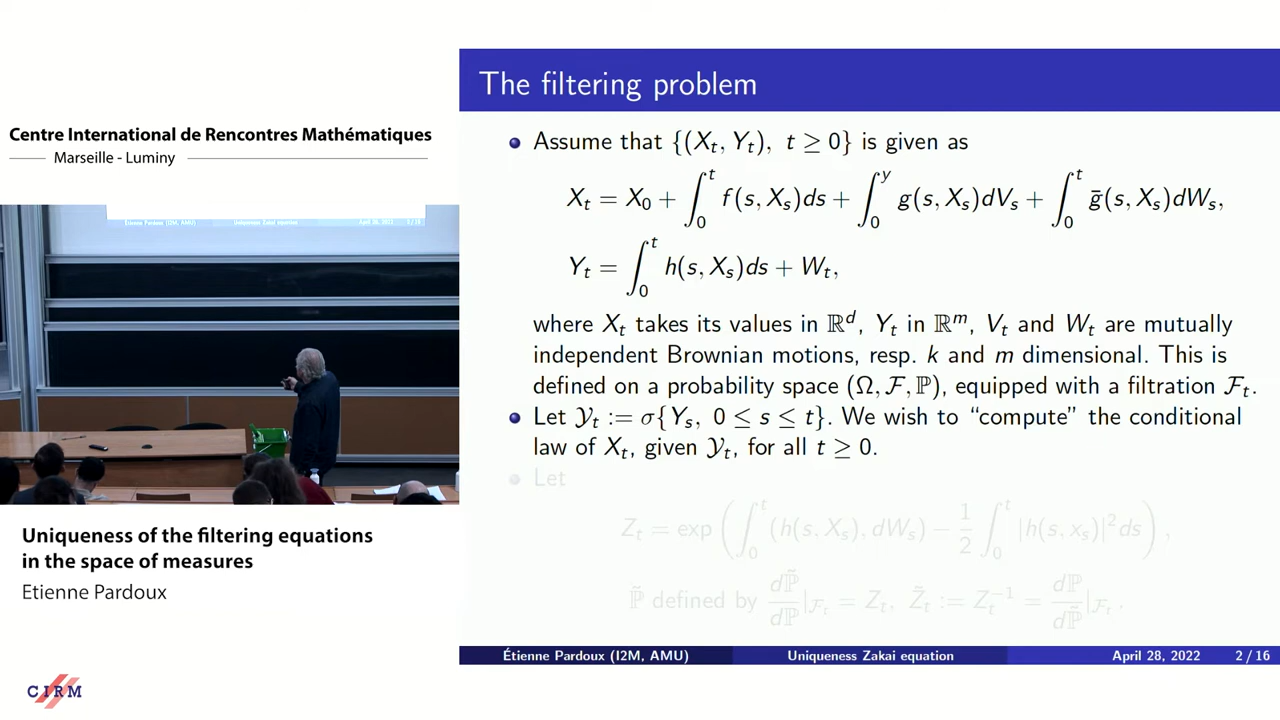 Centre International de Rencontres Mathématiques
Marseille - Luminy
Uniqueness of the filtering equations
in the space of measures
Etienne Pardoux
CIRM
The filtering problem
Assume that {(X_t, Y_t), t ≥ 0} is given as
X_t = X_0 + ∫_0^t f(s, X_s)ds + ∫_0^y g(s, X_s)dV_s + ∫_0^t ḡ(s, X_s)dW_s,
Y_t = ∫_0^t h(s, X_s)ds + W_t,
where X_t takes its values in ℝ^d, Y_t in ℝ^m, V_t and W_t are mutually
independent Brownian motions, resp. k and m dimensional. This is
defined on a probability space (Ω, ℱ, ℙ), equipped with a filtration ℱ_t.
Let 𝒴_t := σ{Y_s, 0 ≤ s ≤ t}. We wish to “compute” the conditional
law of X_t, given 𝒴_t, for all t ≥ 0.
Let
Z_t = exp (∫_0^t (h(s, X_s), dW_s) − 1/2 ∫_0^t |h(s, x_s)|^2 ds),
ℙ̃ defined by dℙ̃/dℙ |_ℱ_t = Z_t, Z̃_t := Z_t^{-1} = dℙ/dℙ̃ |_ℱ_t.
Étienne Pardoux (I2M, AMU) Uniqueness Zakai equation April 28, 2022 2 / 16